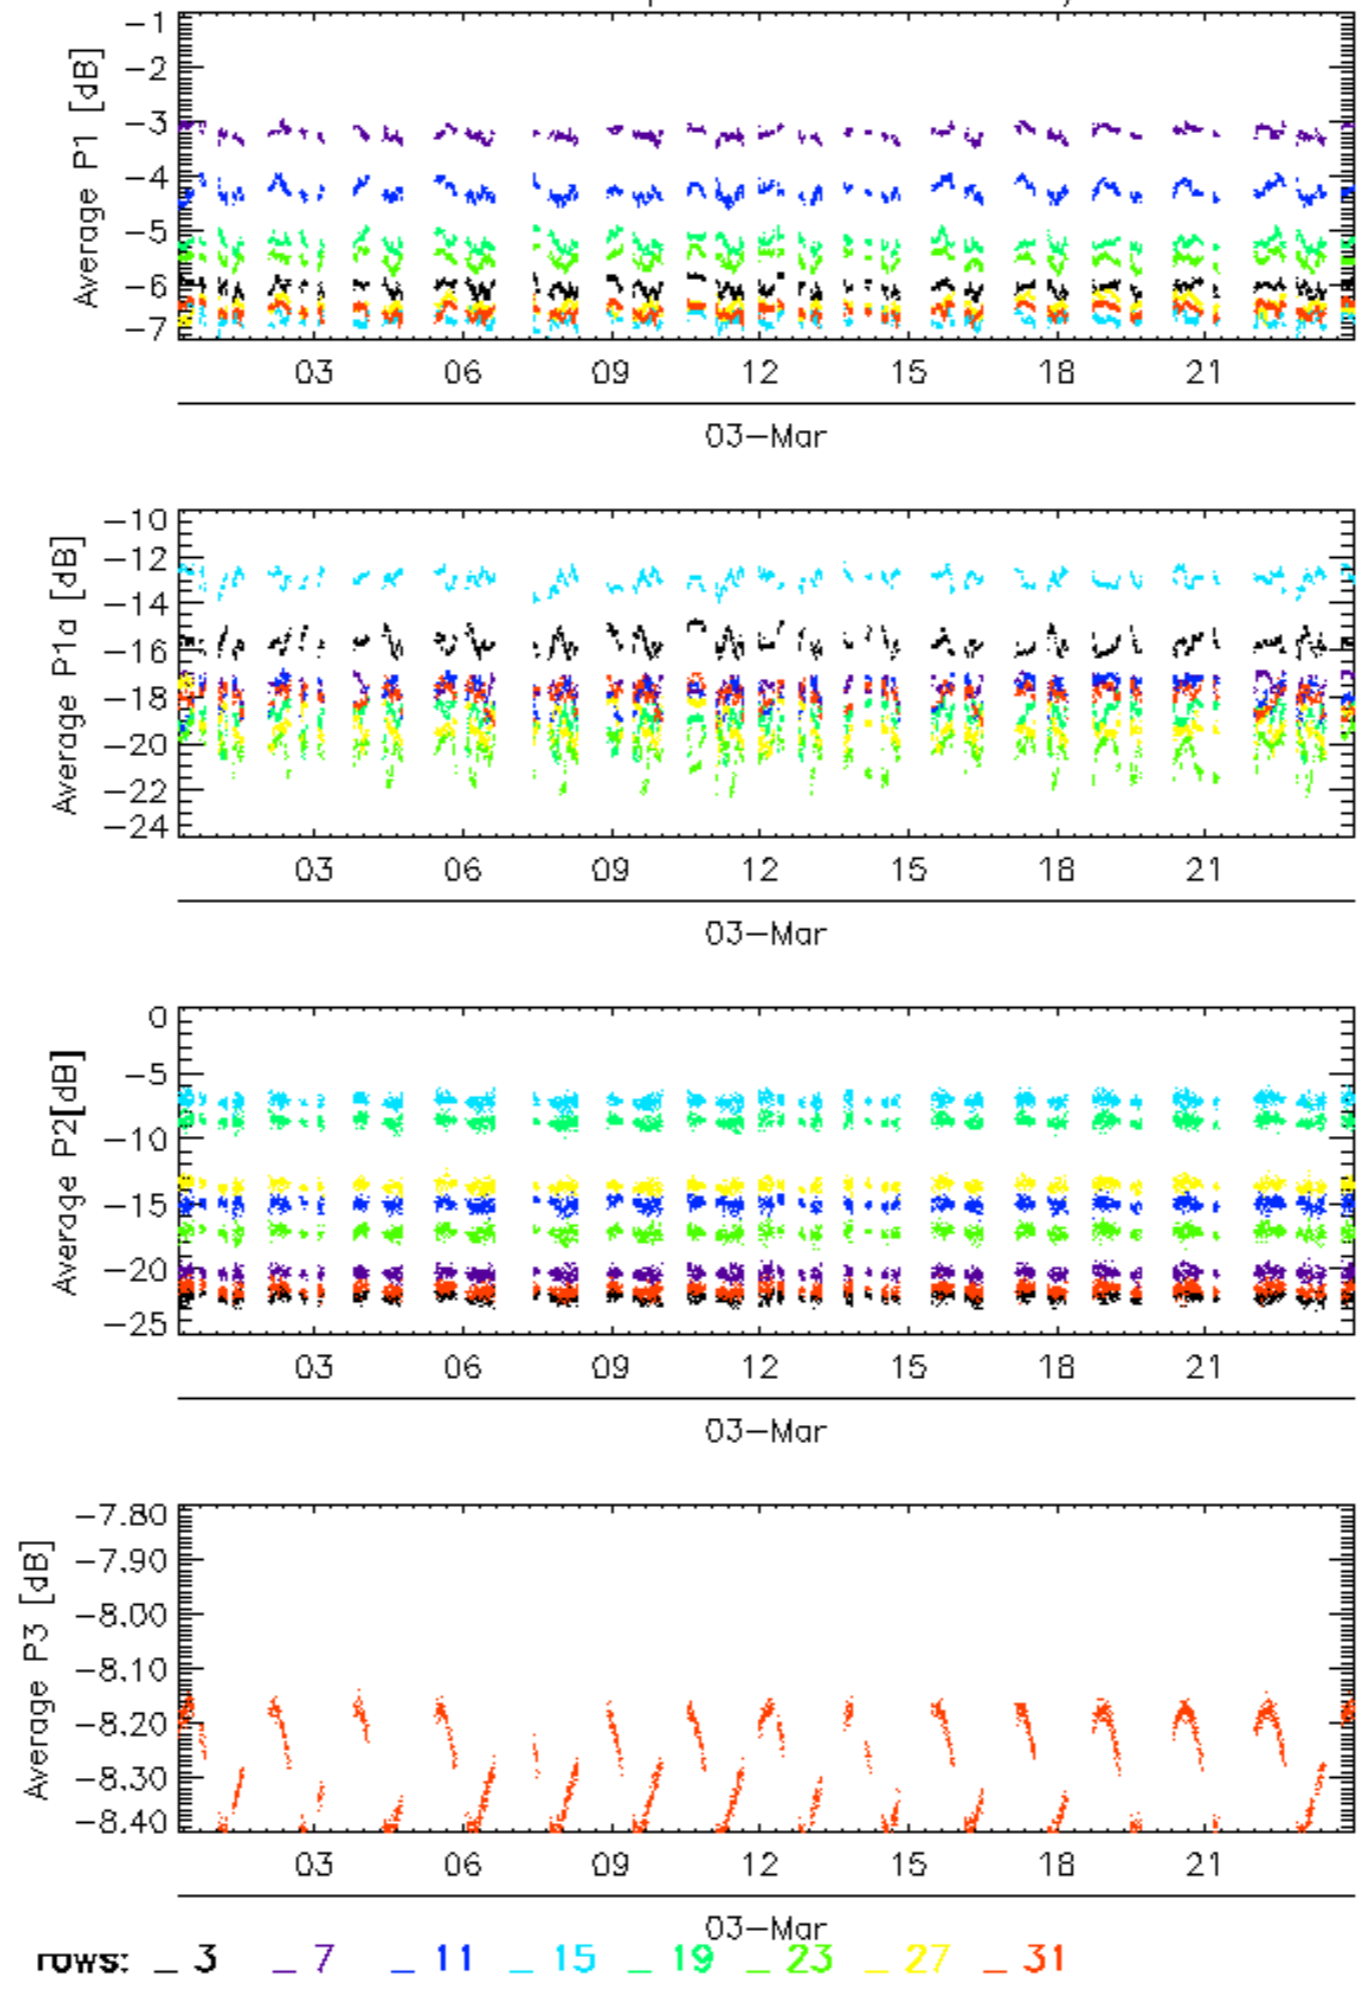 -1
-2
-3
-4
-5
-6
-7
Average P1 [dB]
03 06 09 12 15 18 21
03-Mar
-10
-12
-14
-16
-18
-20
-22
-24
Average P1a [dB]
03 06 09 12 15 18 21
03-Mar
0
-5
-10
-15
-20
-25
Average P2[dB]
03 06 09 12 15 18 21
03-Mar
-7.80
-7.90
-8.00
-8.10
-8.20
-8.30
-8.40
Average P3 [dB]
03 06 09 12 15 18 21
03-Mar
rows: _ 3 _ 7 _ 11 _ 15 _ 19 _ 23 _ 27 _ 31